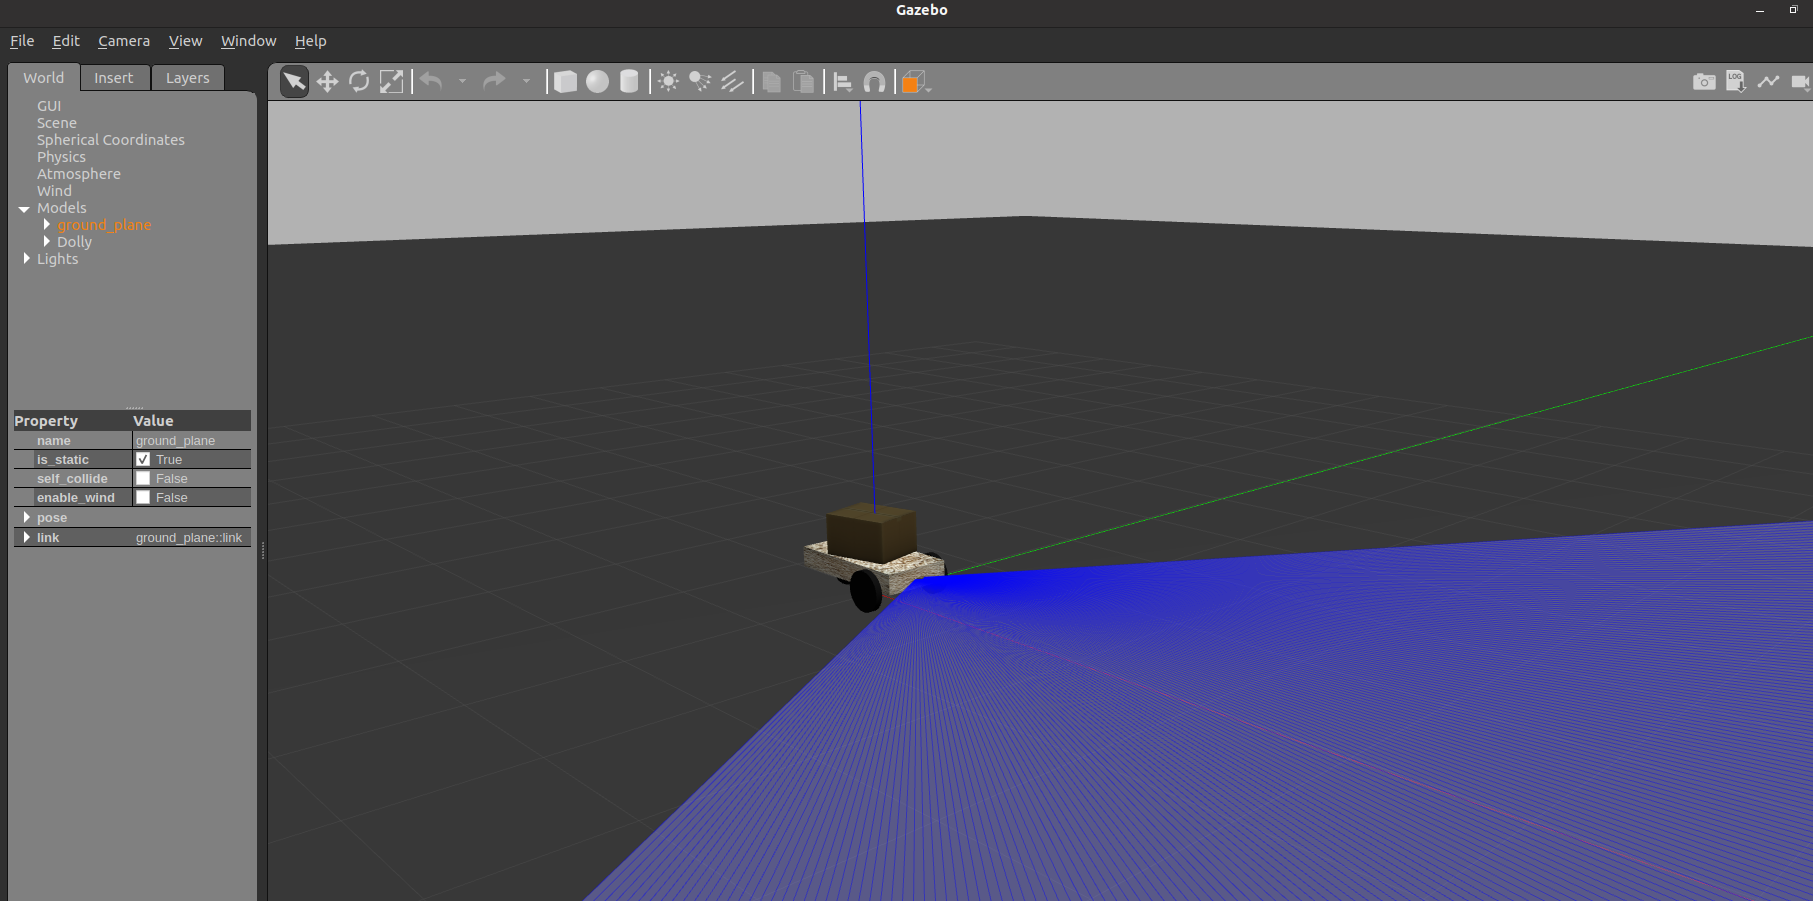 Gazebo
File Edit Camera View Window Help
World Insert Layers
LOG
GUI
Scene
Spherical Coordinates
Physics
Atmosphere
Wind
Models
ground_plane
Dolly
Lights
Property Value
name ground_plane
is_static True
self_collide False
enable_wind False
pose
link ground_plane::link